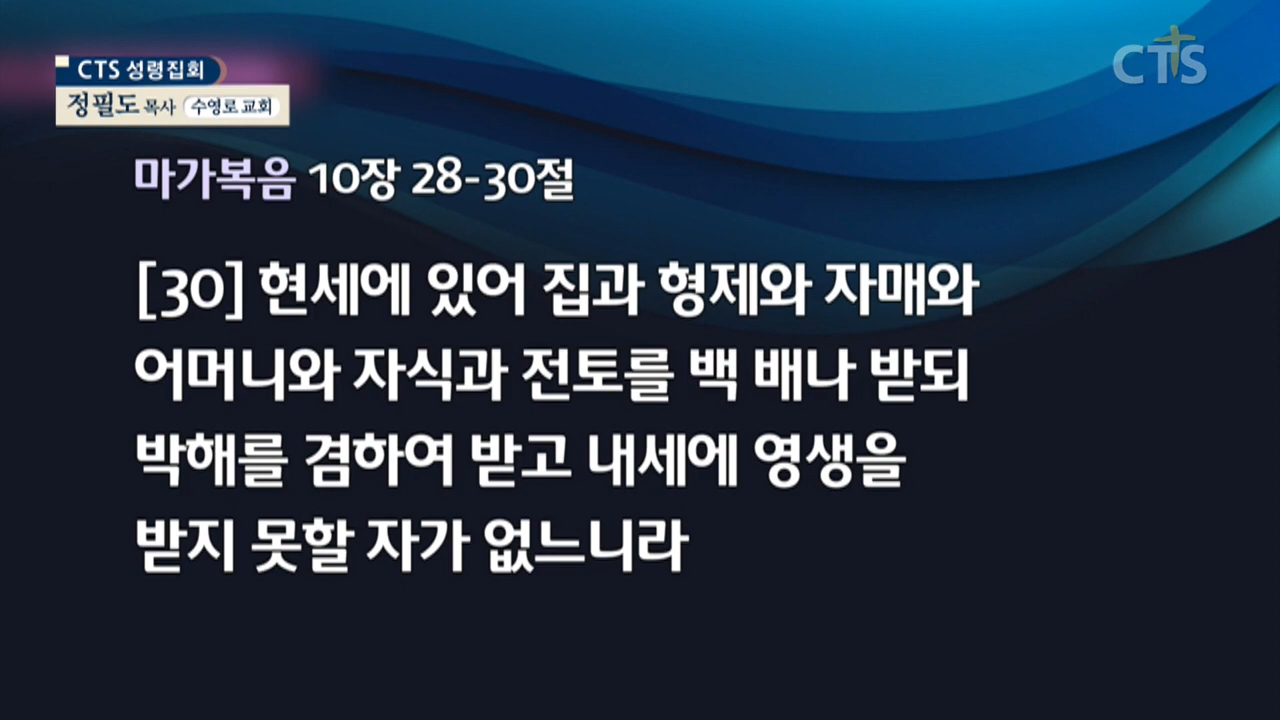 CTS 성령집회
정필도 목사 수영로 교회
CTS
마가복음 10장 28-30절
[30] 현세에 있어 집과 형제와 자매와
어머니와 자식과 전토를 백 배나 받되
박해를 겸하여 받고 내세에 영생을
받지 못할 자가 없느니라